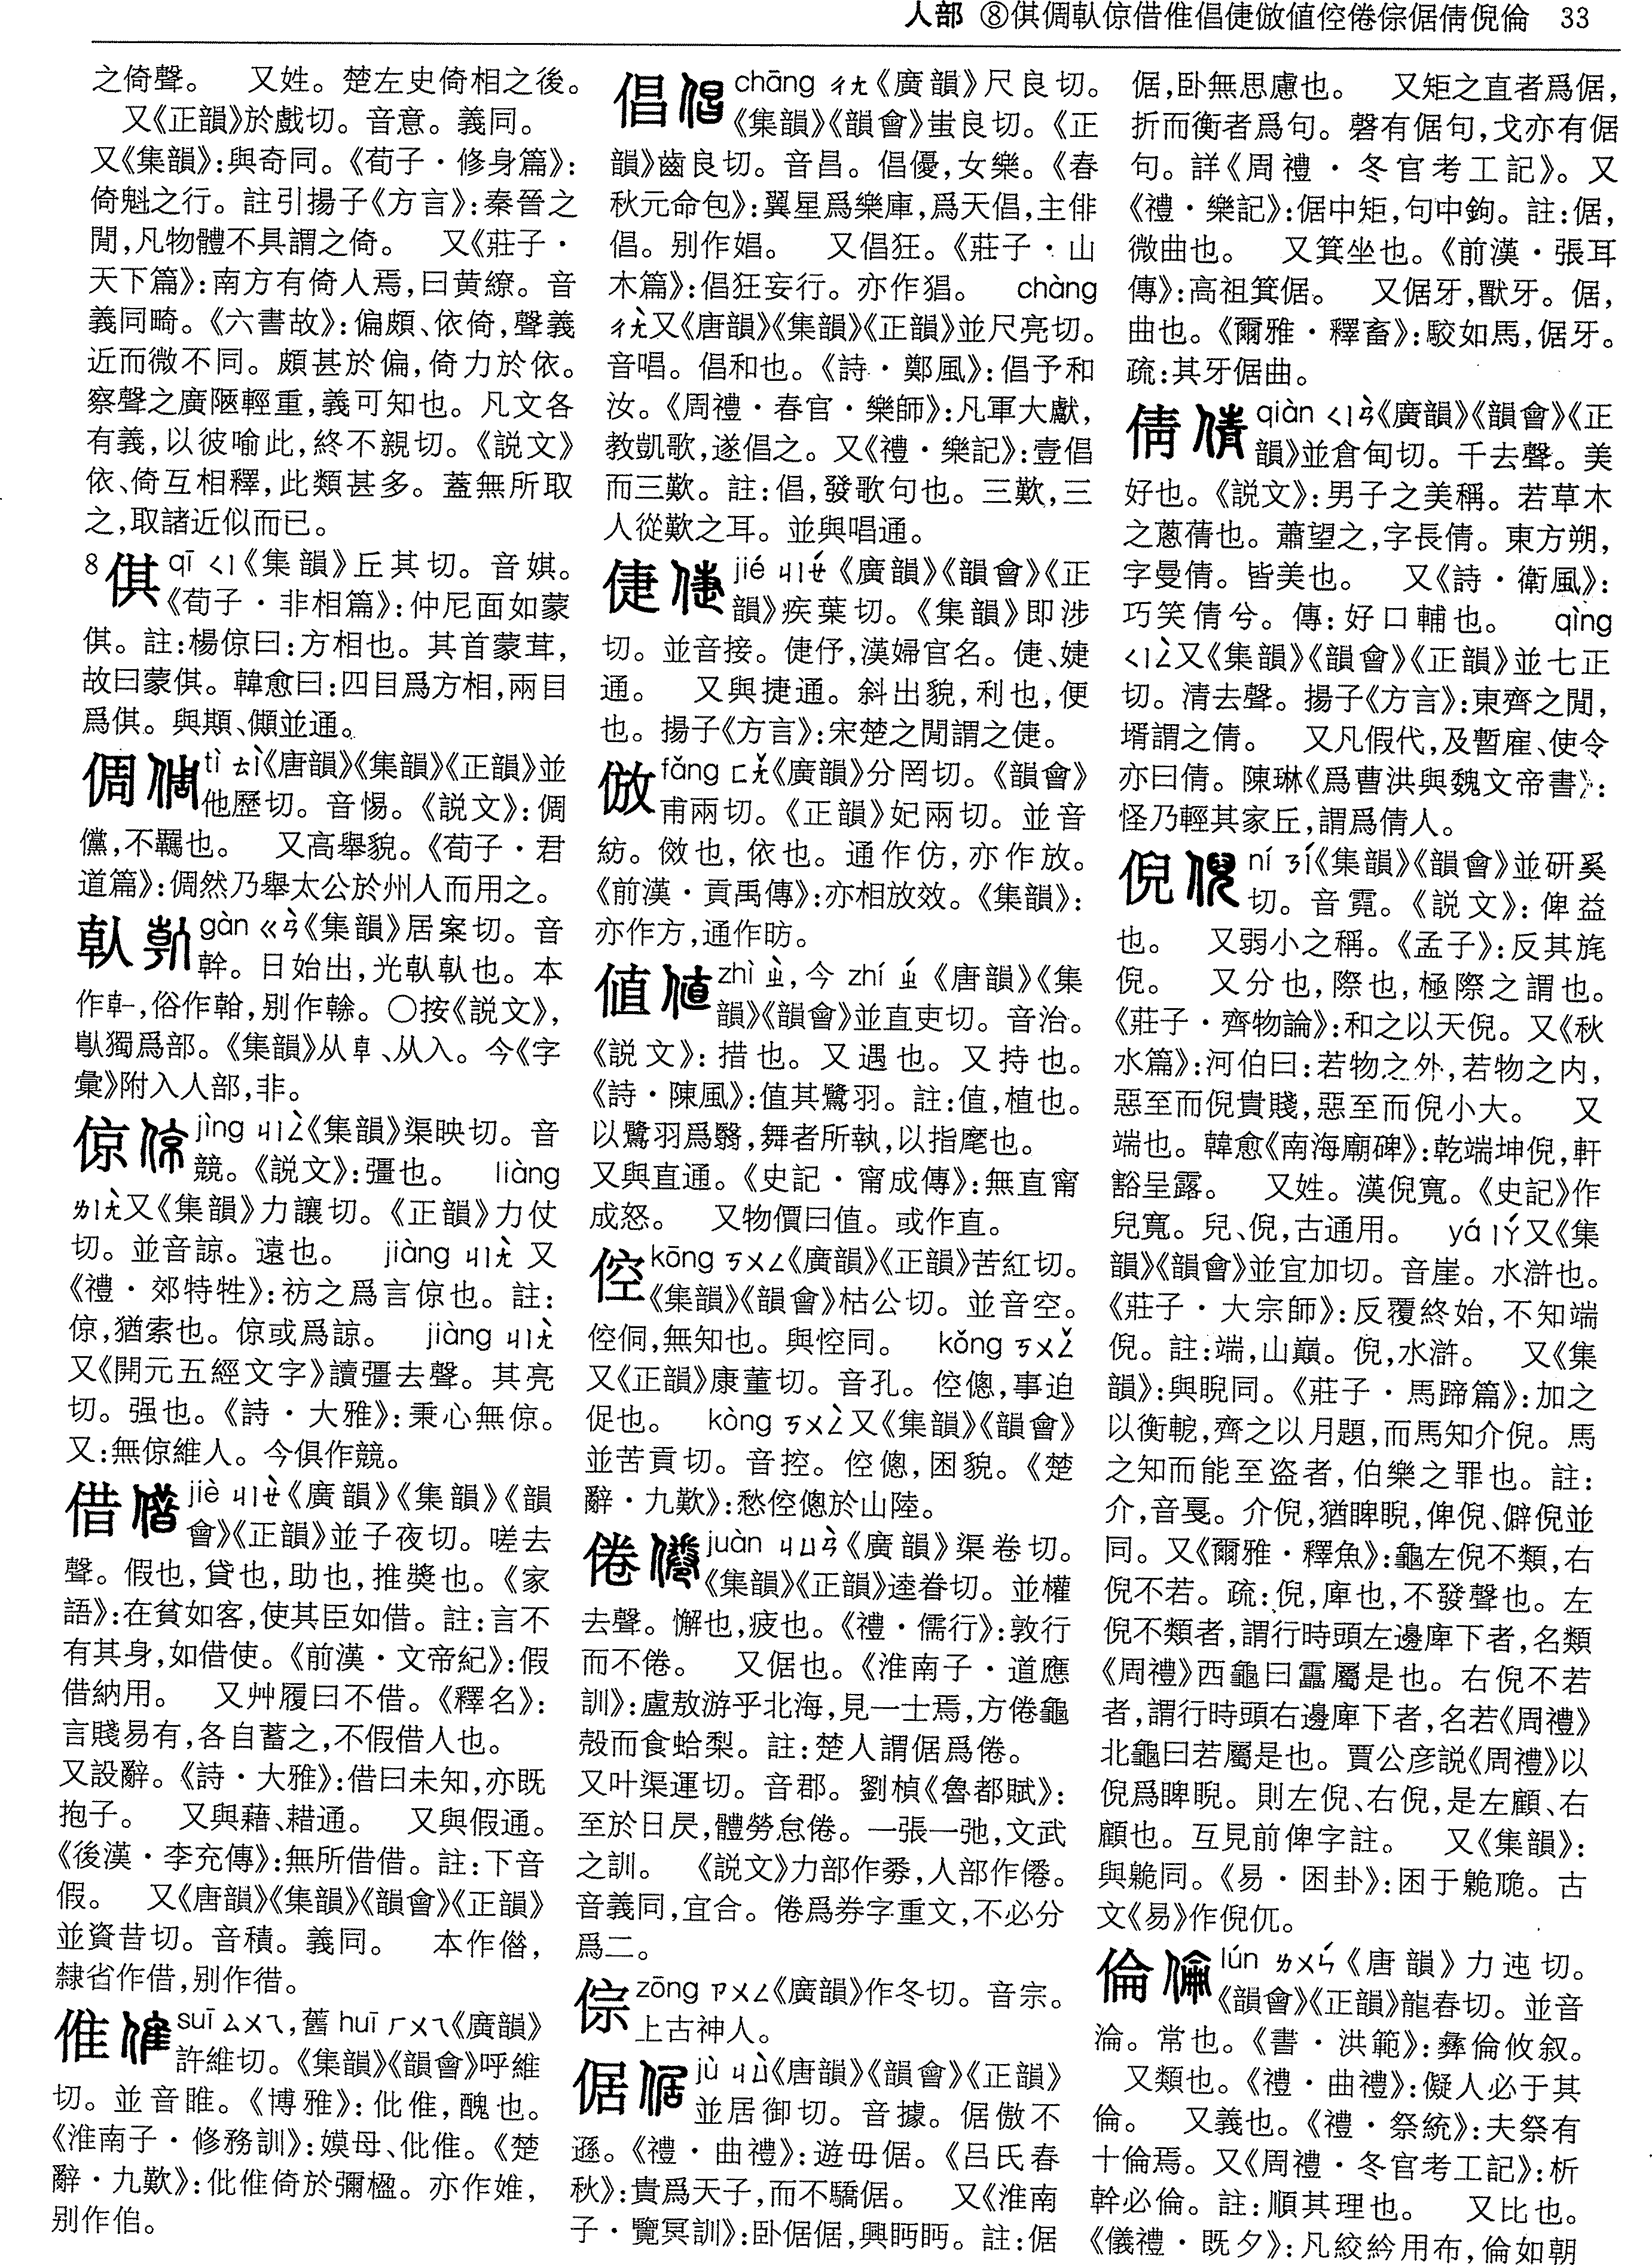 人部 ⑧倛倜倝倞借倠倡倢倣値倥倦倧倨倩倪倫 33
之倚聲。 又姓。楚左史倚相之後。
又《正韻》於戲切。音意。義同。
又《集韻》:與奇同。《荀子·修身篇》:
倚魁之行。註引揚子《方言》:秦晉之
閒,凡物體不具謂之倚。 又《莊子·
天下篇》:南方有倚人焉,曰黄繚。音
義同畸。《六書故》:偏頗、依倚,聲義
近而微不同。頗甚於偏,倚力於依。
察聲之廣陿輕重,義可知也。凡文各
有義,以彼喻此,終不親切。《説文》
依、倚互相釋,此類甚多。蓋無所取
之,取諸近似而已。
8 倛 qī ㄑㄧ《集韻》丘其切。音娸。
《荀子·非相篇》:仲尼面如蒙
倛。註:楊倞曰:方相也。其首蒙茸,
故曰蒙倛。韓愈曰:四目爲方相,兩目
爲倛。與䫏、僛並通。
倜 倜 tì ㄊㄧˋ《唐韻》《集韻》《正韻》並
他歷切。音惕。《説文》:倜
儻,不羈也。 又高舉貌。《荀子·君
道篇》:倜然乃舉太公於州人而用之。
倝 倝 gàn ㄍㄢˋ《集韻》居案切。音
幹。日始出,光倝倝也。本
作倝,俗作翰,别作榦。〇按《説文》,
倝獨爲部。《集韻》从𠦝、从入。今《字
彙》附入人部,非。
倞 倞 jìng ㄐㄧㄥˋ《集韻》渠映切。音
競。《説文》:彊也。 liàng
ㄌㄧㄤˋ又《集韻》力讓切。《正韻》力仗
切。並音諒。遠也。 jiàng ㄐㄧㄤˋ 又
《禮·郊特牲》:祊之爲言倞也。註:
倞,猶索也。倞或爲諒。 jiàng ㄐㄧㄤˋ
又《開元五經文字》讀彊去聲。其亮
切。强也。《詩·大雅》:秉心無倞。
又:無倞維人。今俱作競。
借 借 jiè ㄐㄧㄝˋ《廣韻》《集韻》《韻
會》《正韻》並子夜切。嗟去
聲。假也,貸也,助也,推奬也。《家
語》:在貧如客,使其臣如借。註:言不
有其身,如借使。《前漢·文帝紀》:假
借納用。 又艸履曰不借。《釋名》:
言賤易有,各自蓄之,不假借人也。
又設辭。《詩·大雅》:借曰未知,亦既
抱子。 又與藉、耤通。 又與假通。
《後漢·李充傳》:無所借借。註:下音
假。 又《唐韻》《集韻》《韻會》《正韻》
並資昔切。音積。義同。 本作㑉,
隸省作借,别作徣。
倠 倠 suī ㄙㄨㄟ,舊 huī ㄏㄨㄟ《廣韻》
許維切。《集韻》《韻會》呼維
切。並音睢。《博雅》:仳倠,醜也。
《淮南子·修務訓》:嫫母、仳倠。《楚
辭·九歎》:仳倠倚於彌楹。亦作婎,
别作㑑。
倡 倡 chāng ㄔㄤ《廣韻》尺良切。
《集韻》《韻會》蚩良切。《正
韻》齒良切。音昌。倡優,女樂。《春
秋元命包》:翼星爲樂庫,爲天倡,主俳
倡。别作娼。 又倡狂。《莊子·山
木篇》:倡狂妄行。亦作猖。 chàng
ㄔㄤˋ又《唐韻》《集韻》《正韻》並尺亮切。
音唱。倡和也。《詩·鄭風》:倡予和
汝。《周禮·春官·樂師》:凡軍大獻,
教凱歌,遂倡之。又《禮·樂記》:壹倡
而三歎。註:倡,發歌句也。三歎,三
人從歎之耳。並與唱通。
倢 倢 jié ㄐㄧㄝˊ《廣韻》《韻會》《正
韻》疾葉切。《集韻》即涉
切。並音接。倢伃,漢婦官名。倢、婕
通。 又與捷通。斜出貌,利也,便
也。揚子《方言》:宋楚之閒謂之倢。
倣 fǎng ㄈㄤˇ《廣韻》分罔切。《韻會》
甫兩切。《正韻》妃兩切。並音
紡。傚也,依也。通作仿,亦作放。
《前漢·貢禹傳》:亦相放效。《集韻》:
亦作方,通作昉。
値 値 zhì ㄓˋ,今 zhí ㄓˊ《唐韻》《集
韻》《韻會》並直吏切。音治。
《説文》:措也。又遇也。又持也。
《詩·陳風》:值其鷺羽。註:值,植也。
以鷺羽爲翳,舞者所執,以指麾也。
又與直通。《史記·甯成傳》:無直甯
成怒。 又物價曰值。或作直。
倥 kōng ㄎㄨㄥ《廣韻》《正韻》苦紅切。
《集韻》《韻會》枯公切。並音空。
倥侗,無知也。與悾同。 kǒng ㄎㄨㄥˇ
又《正韻》康董切。音孔。倥傯,事迫
促也。 kòng ㄎㄨㄥˋ又《集韻》《韻會》
並苦貢切。音控。倥傯,困貌。《楚
辭·九歎》:愁倥傯於山陸。
倦 倦 juàn ㄐㄩㄢˋ《廣韻》渠卷切。
《集韻》《正韻》逵眷切。並權
去聲。懈也,疲也。《禮·儒行》:敦行
而不倦。 又倨也。《淮南子·道應
訓》:盧敖游乎北海,見一士焉,方倦龜
殻而食蛤梨。註:楚人謂倨爲倦。
又叶渠運切。音郡。劉楨《魯都賦》:
至於日昃,體勞怠倦。一張一弛,文武
之訓。 《説文》力部作劵,人部作倦。
音義同,宜合。倦爲券字重文,不必分
爲二。
倧 zōng ㄗㄨㄥ《廣韻》作冬切。音宗。
上古神人。
倨 倨 jù ㄐㄩˋ《唐韻》《韻會》《正韻》
並居御切。音據。倨傲不
遜。《禮·曲禮》:遊毋倨。《吕氏春
秋》:貴爲天子,而不驕倨。 又《淮南
子·覽冥訓》:卧倨倨,興眄眄。註:倨
倨,卧無思慮也。 又矩之直者爲倨,
折而衡者爲句。磬有倨句,戈亦有倨
句。詳《周禮·冬官考工記》。又
《禮·樂記》:倨中矩,句中鉤。註:倨,
微曲也。 又箕坐也。《前漢·張耳
傳》:高祖箕倨。 又倨牙,獸牙。倨,
曲也。《爾雅·釋畜》:駮如馬,倨牙。
疏:其牙倨曲。
倩 倩 qiàn ㄑㄧㄢˋ《廣韻》《韻會》《正
韻》並倉甸切。千去聲。美
好也。《説文》:男子之美稱。若草木
之蔥蒨也。蕭望之,字長倩。東方朔,
字曼倩。皆美也。 又《詩·衛風》:
巧笑倩兮。傳:好口輔也。 qìng
ㄑㄧㄥˋ又《集韻》《韻會》《正韻》並七正
切。清去聲。揚子《方言》:東齊之閒,
壻謂之倩。 又凡假代,及暫雇、使令
亦曰倩。陳琳《爲曹洪與魏文帝書》:
怪乃輕其家丘,謂爲倩人。
倪 倪 ní ㄋㄧˊ《集韻》《韻會》並研奚
切。音霓。《説文》:俾益
也。 又弱小之稱。《孟子》:反其旄
倪。 又分也,際也,極際之謂也。
《莊子·齊物論》:和之以天倪。又《秋
水篇》:河伯曰:若物之外,若物之内,
惡至而倪貴賤,惡至而倪小大。 又
端也。韓愈《南海廟碑》:乾端坤倪,軒
豁呈露。 又姓。漢倪寬。《史記》作
兒寬。兒、倪,古通用。 yá ㄧㄚˊ又《集
韻》《韻會》並宜加切。音崖。水滸也。
《莊子·大宗師》:反覆終始,不知端
倪。註:端,山巔。倪,水滸。 又《集
韻》:與睨同。《莊子·馬蹄篇》:加之
以衡軶,齊之以月題,而馬知介倪。馬
之知而能至盗者,伯樂之罪也。註:
介,音戛。介倪,猶睥睨,俾倪、僻倪並
同。又《爾雅·釋魚》:龜左倪不類,右
倪不若。疏:倪,庳也,不發聲也。左
倪不類者,謂行時頭左邊庳下者,名類
《周禮》西龜曰靁屬是也。右倪不若
者,謂行時頭右邊庳下者,名若《周禮》
北龜曰若屬是也。賈公彦説《周禮》以
倪爲睥睨。則左倪、右倪,是左顧、右
顧也。互見前俾字註。 又《集韻》:
與臲同。《易·困卦》:困于臲卼。古
文《易》作倪㐳。
倫 倫 lún ㄌㄨㄣˊ《唐韻》力迍切。
《韻會》《正韻》龍春切。並音
淪。常也。《書·洪範》:彝倫攸叙。
又類也。《禮·曲禮》:儗人必于其
倫。 又義也。《禮·祭統》:夫祭有
十倫焉。又《周禮·冬官考工記》:析
幹必倫。註:順其理也。 又比也。
《儀禮·既夕》:凡絞紟用布,倫如朝